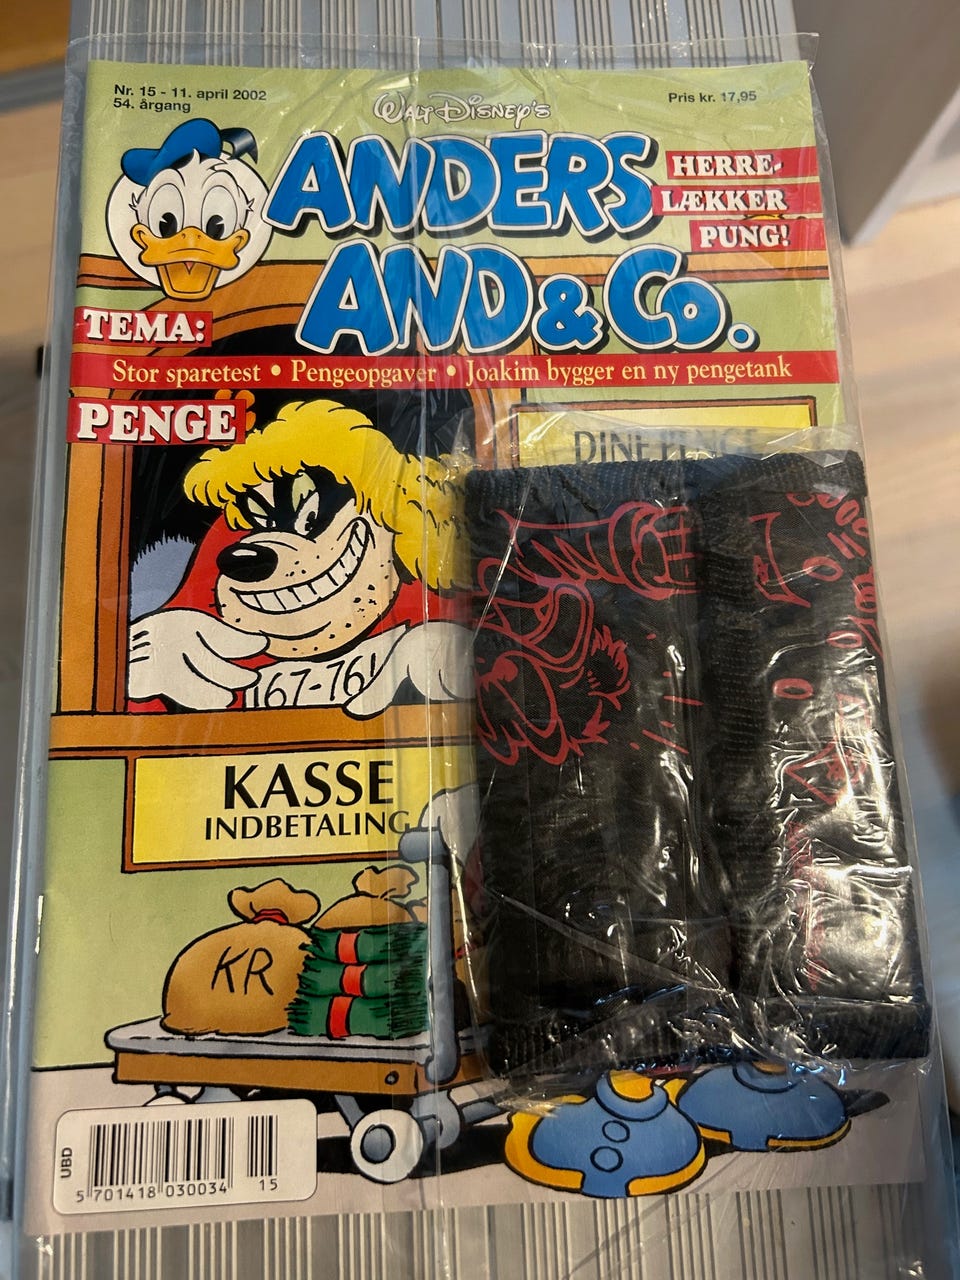 Nr. 15 - 11. april 2002
54. årgang
Pris kr. 17,95
WALT DISNEY'S
ANDERS
AND & Co.
HERRE-
LÆKKER
PUNG!
TEMA:
Stor sparetest • Pengeopgaver • Joakim bygger en ny pengetank
PENGE
DINE PENGE
167-761
KASSE
INDBETALING
KR
UBD
5 701418 030034 15